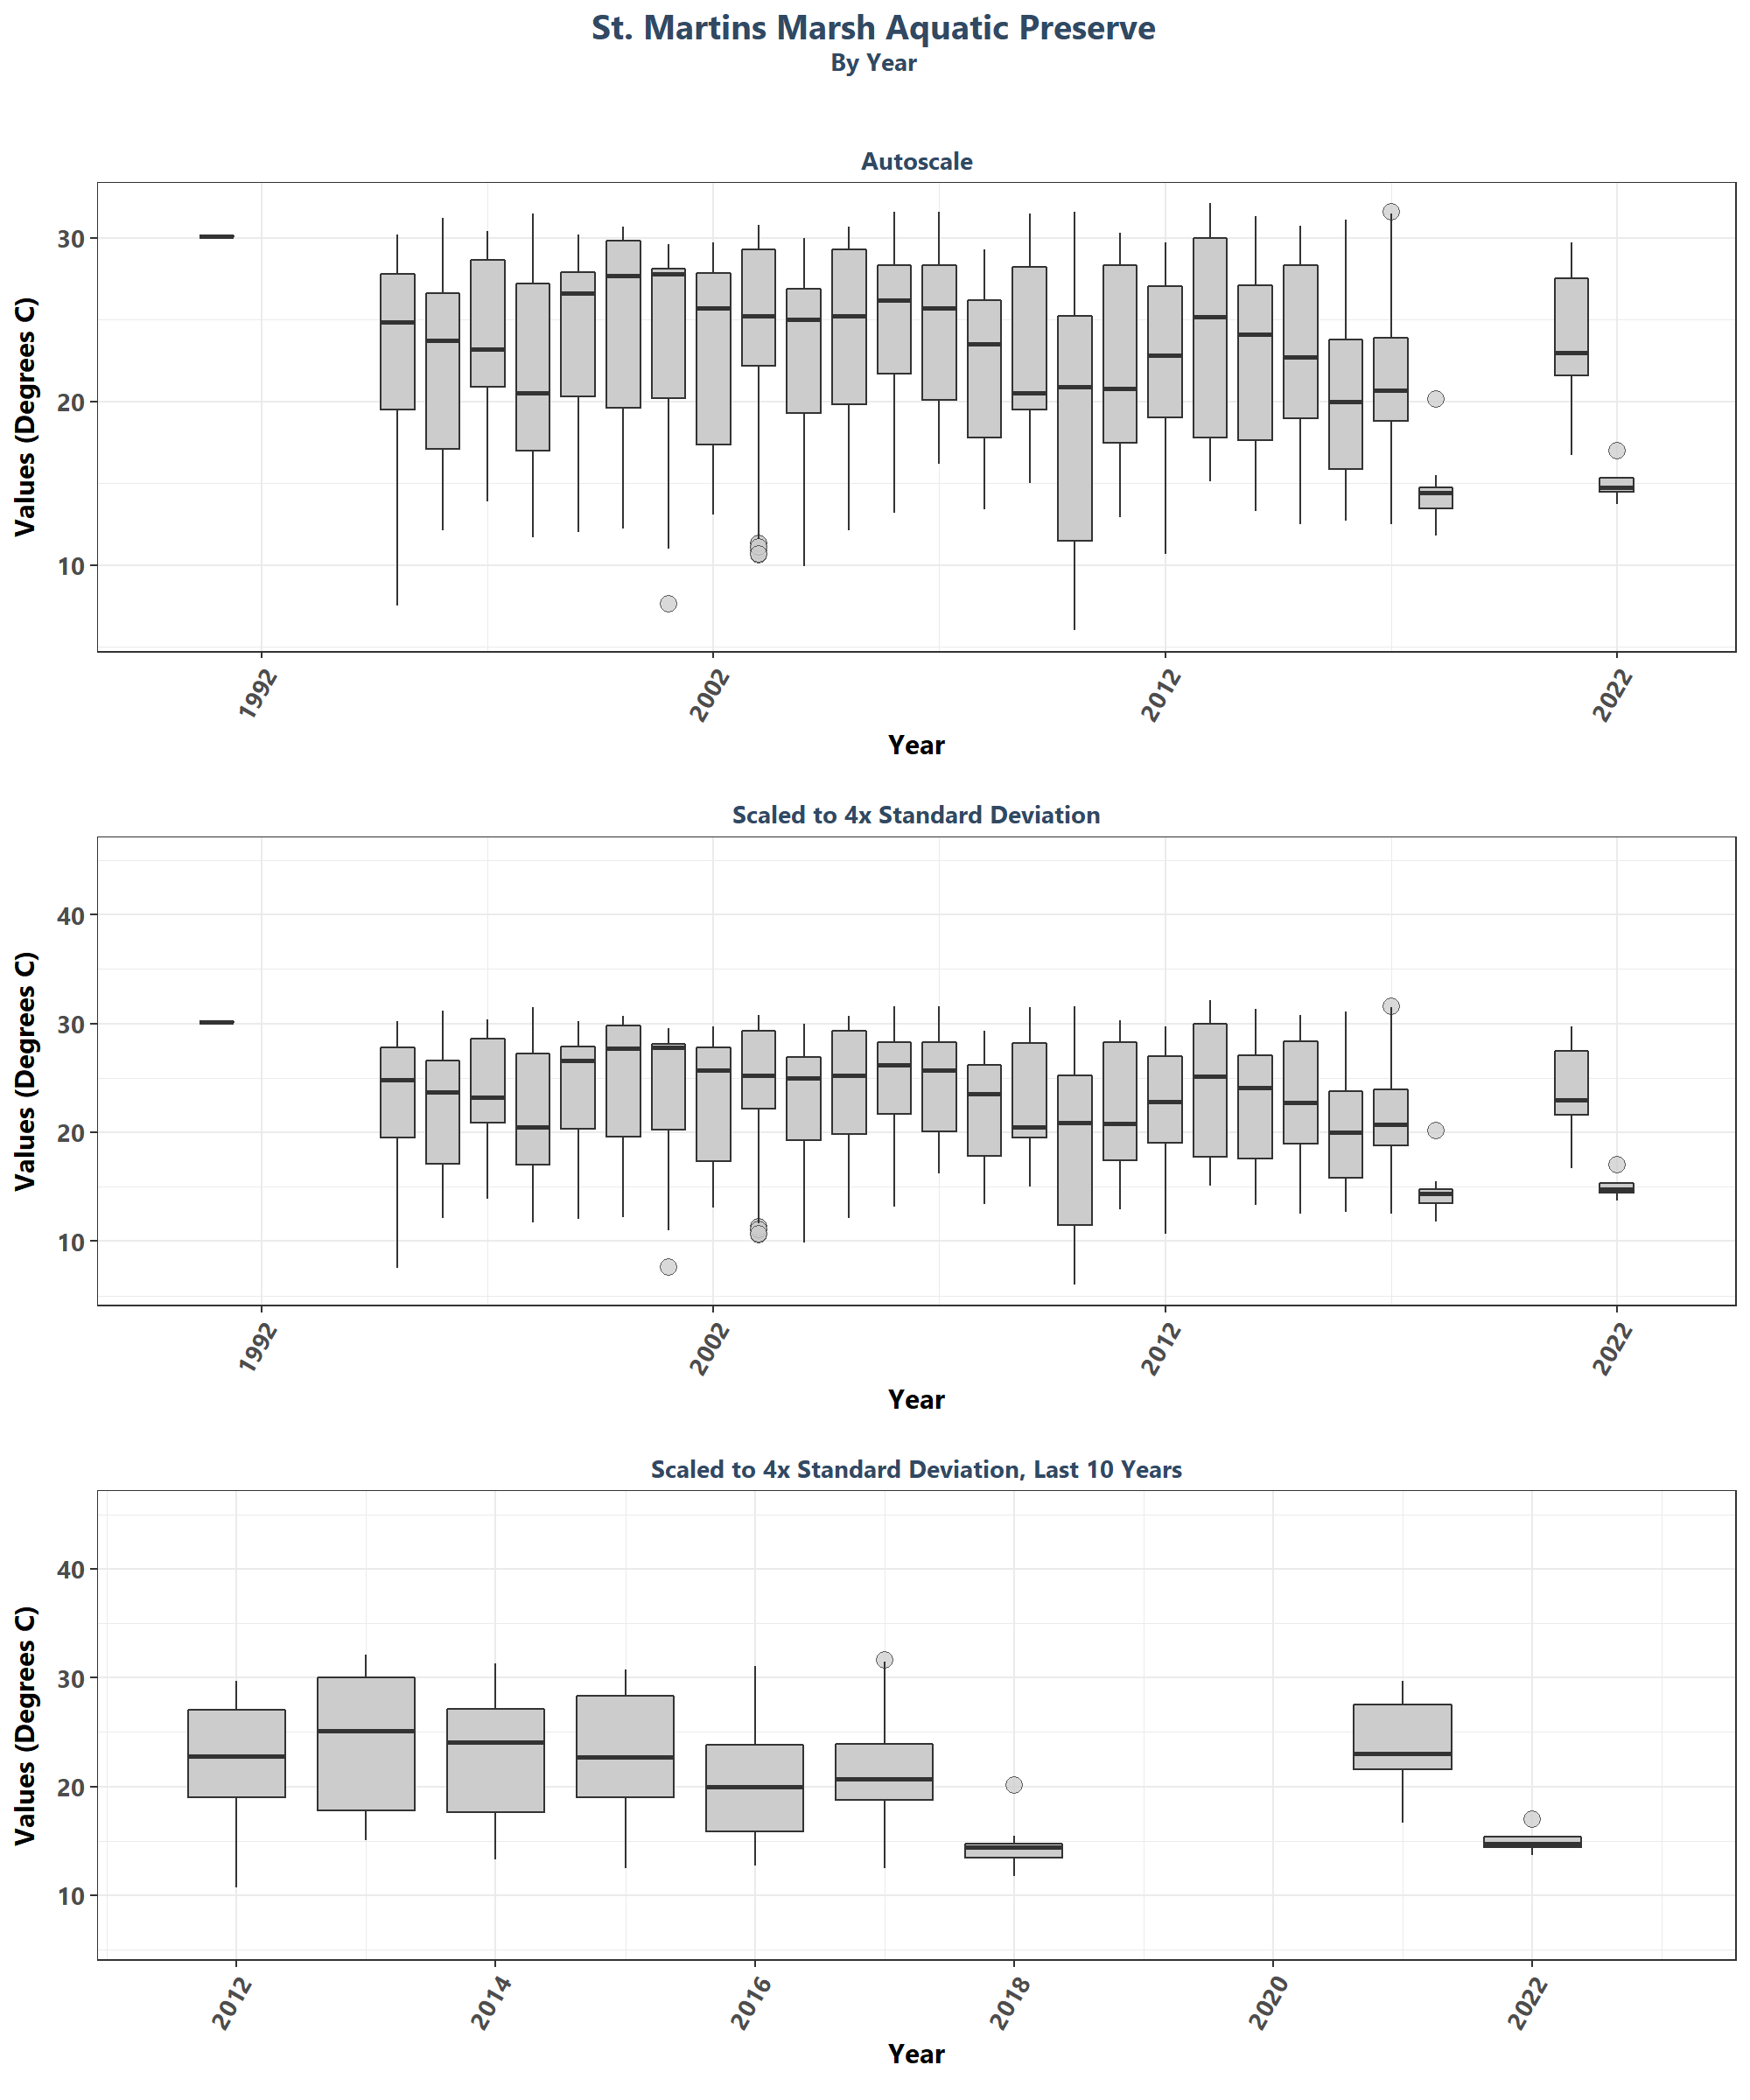 St. Martins Marsh Aquatic Preserve
By Year
Autoscale
Values (Degrees C)
30
20
10
1992
2002
2012
2022
Year
Scaled to 4x Standard Deviation
Values (Degrees C)
40
30
20
10
1992
2002
2012
2022
Year
Scaled to 4x Standard Deviation, Last 10 Years
Values (Degrees C)
40
30
20
10
2012
2014
2016
2018
2020
2022
Year